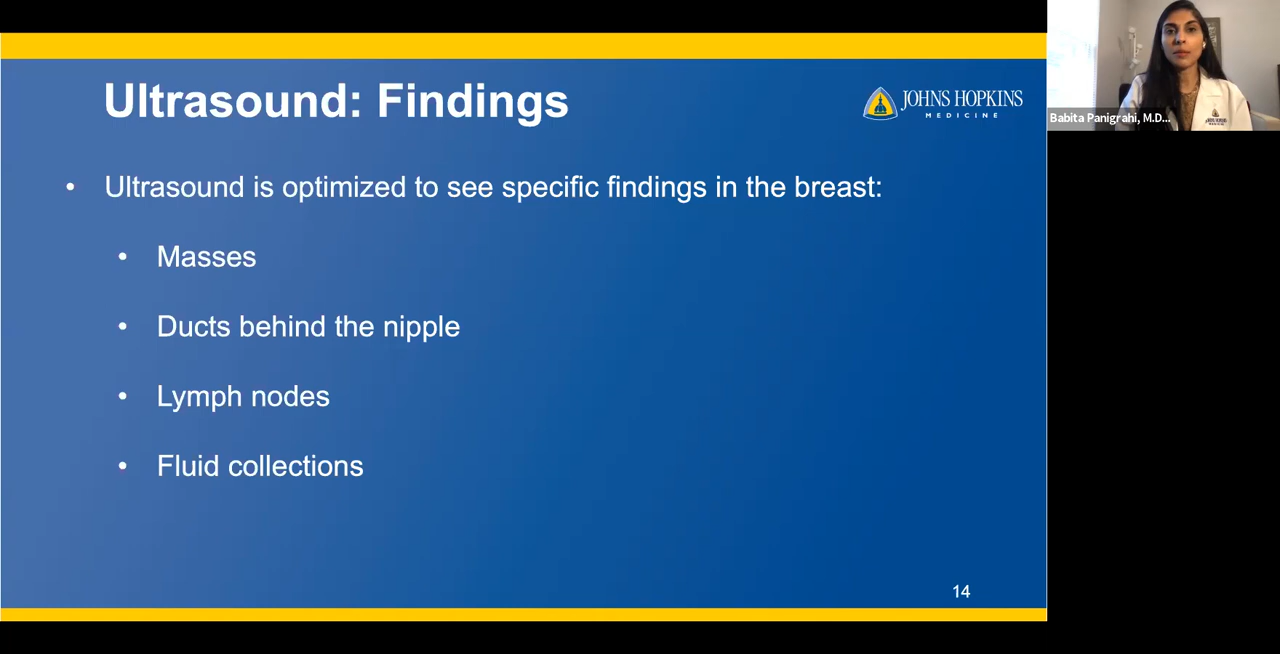 Ultrasound: Findings
JOHNS HOPKINS
MEDICINE
• Ultrasound is optimized to see specific findings in the breast:
• Masses
• Ducts behind the nipple
• Lymph nodes
• Fluid collections
14
Babita Panigrahi, M.D...